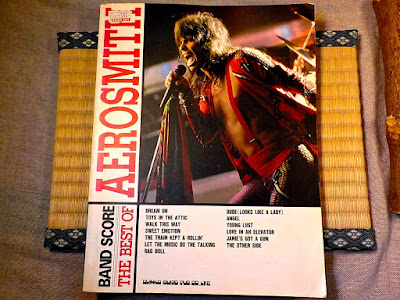 BAND SCORE
THE BEST OF AEROSMITH
DREAM ON
TOYS IN THE ATTIC
WALK THIS WAY
SWEET EMOTION
THE TRAIN KEPT A ROLLIN'
LET THE MUSIC DO THE TALKING
RAG DOLL
DUDE(LOOKS LIKE A LADY)
ANGEL
YOUNG LUST
LOVE IN AN ELEVATOR
JANIE'S GOT A GUN
THE OTHER SIDE